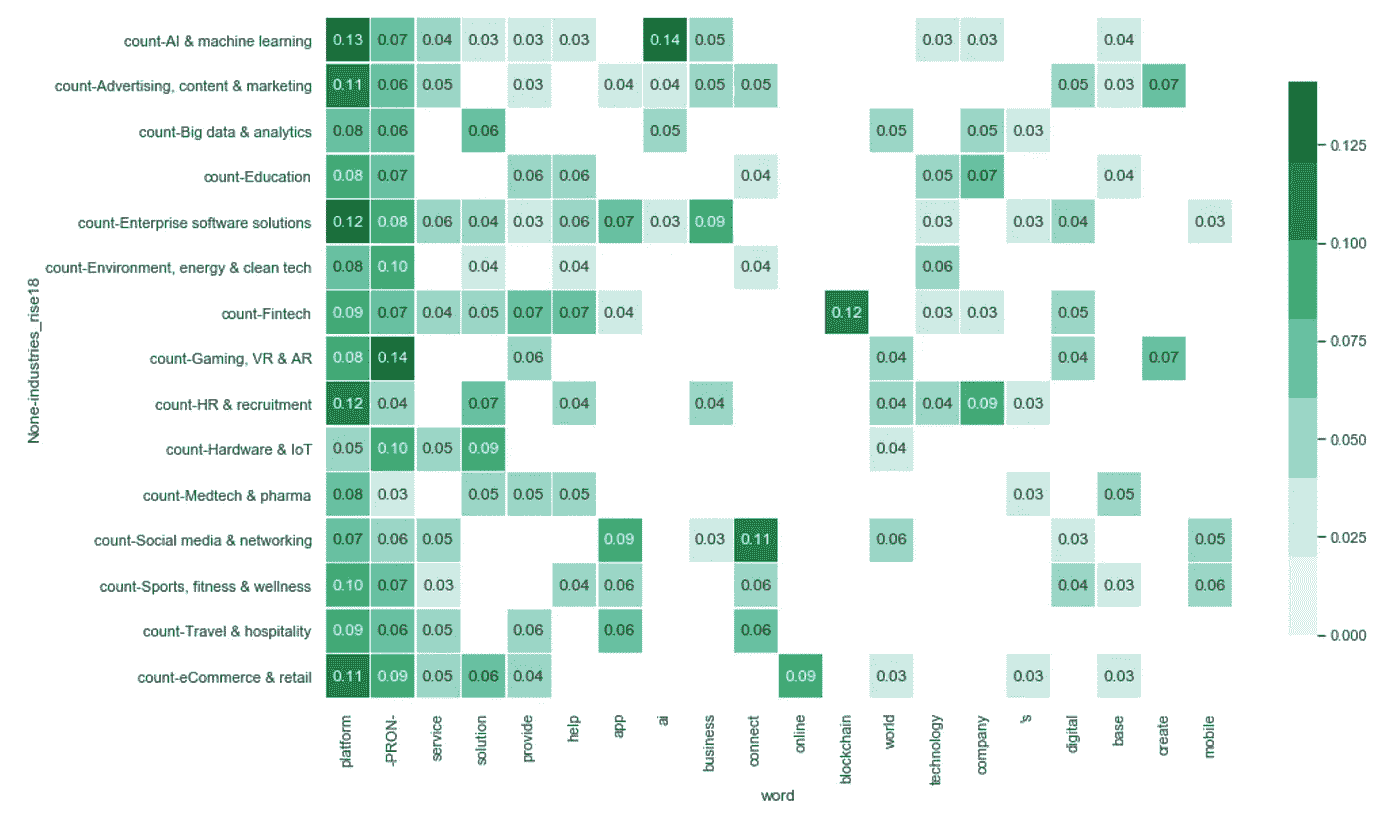 count-AI & machine learning 0.13 0.07 0.04 0.03 0.03 0.03 0.14 0.05 0.03 0.03 0.04
count-Advertising, content & marketing 0.11 0.06 0.05 0.03 0.04 0.04 0.05 0.05 0.05 0.03 0.07
count-Big data & analytics 0.08 0.06 0.06 0.05 0.05 0.05 0.03
count-Education 0.08 0.07 0.06 0.06 0.04 0.05 0.07 0.04
count-Enterprise software solutions 0.12 0.08 0.06 0.04 0.03 0.06 0.07 0.03 0.09 0.03 0.03 0.04 0.03
count-Environment, energy & clean tech 0.08 0.10 0.04 0.04 0.04 0.06
count-Fintech 0.09 0.07 0.04 0.05 0.07 0.07 0.04 0.12 0.03 0.03 0.05
count-Gaming, VR & AR 0.08 0.14 0.06 0.04 0.04 0.07
count-HR & recruitment 0.12 0.04 0.07 0.04 0.04 0.04 0.04 0.09 0.03
count-Hardware & IoT 0.05 0.10 0.05 0.09 0.04
count-Medtech & pharma 0.08 0.03 0.05 0.05 0.05 0.03 0.05
count-Social media & networking 0.07 0.06 0.05 0.09 0.03 0.11 0.06 0.03 0.05
count-Sports, fitness & wellness 0.10 0.07 0.03 0.04 0.06 0.06 0.04 0.03 0.06
count-Travel & hospitality 0.09 0.06 0.05 0.06 0.06 0.06
count-eCommerce & retail 0.11 0.09 0.05 0.06 0.04 0.09 0.03 0.03 0.03
None-industries_rise18
platform -PRON- service solution provide help app ai business connect online blockchain world technology company 's digital base create mobile
word
0.125
0.100
0.075
0.050
0.025
0.000